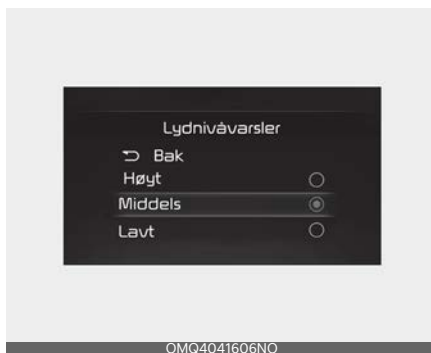 Lydnivåvarsler
⮌ Bak
Høyt
Middels
Lavt
OMQ4041606NO